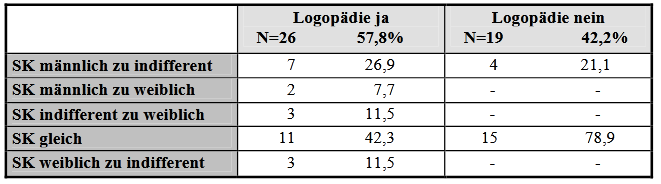 Logopädie ja Logopädie nein
N=26 57,8% N=19 42,2%
SK männlich zu indifferent 7 26,9 4 21,1
SK männlich zu weiblich 2 7,7 - -
SK indifferent zu weiblich 3 11,5 - -
SK gleich 11 42,3 15 78,9
SK weiblich zu indifferent 3 11,5 - -